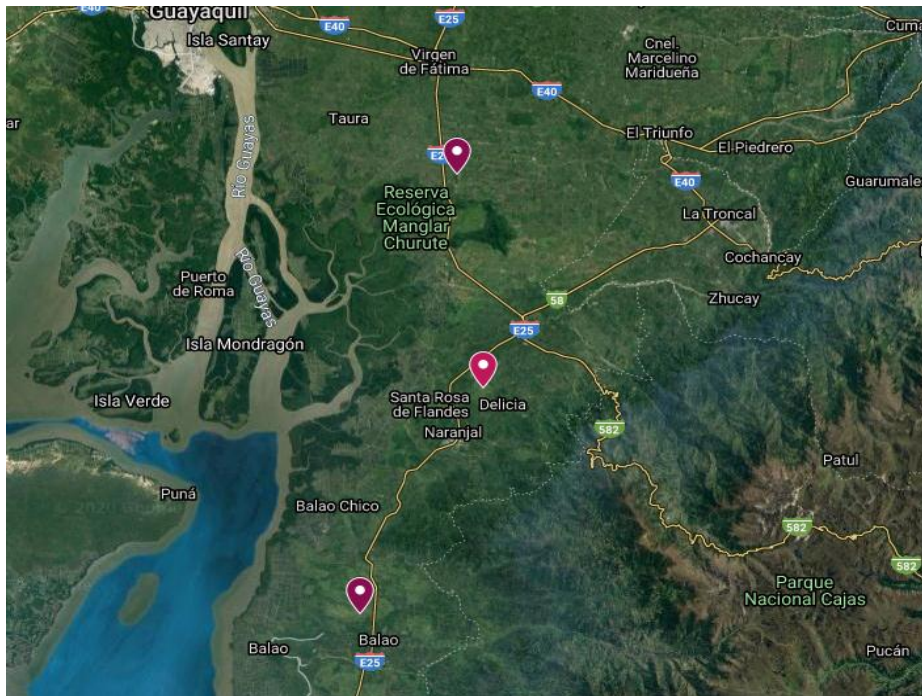 Guayaquil
E40
E25
Cuma
Isla Santay
E40
Cnel.
Marcelino
Maridueña
Virgen
de Fátima
E40
Taura
El Triunfo
ar
El Piedrero
Río Guayas
E40
Guarumale
Reserva
Ecológica
Manglar
Churute
La Troncal
Cochancay
Puerto
de Roma
Río Guayas
Zhucay
58
E25
Isla Mondragón
Isla Verde
Santa Rosa
de Flandes
Delicia
Naranjal
582
Patul
Puná
Balao Chico
582
582
Parque
Nacional Cajas
Balao
Balao
E25
Pucán